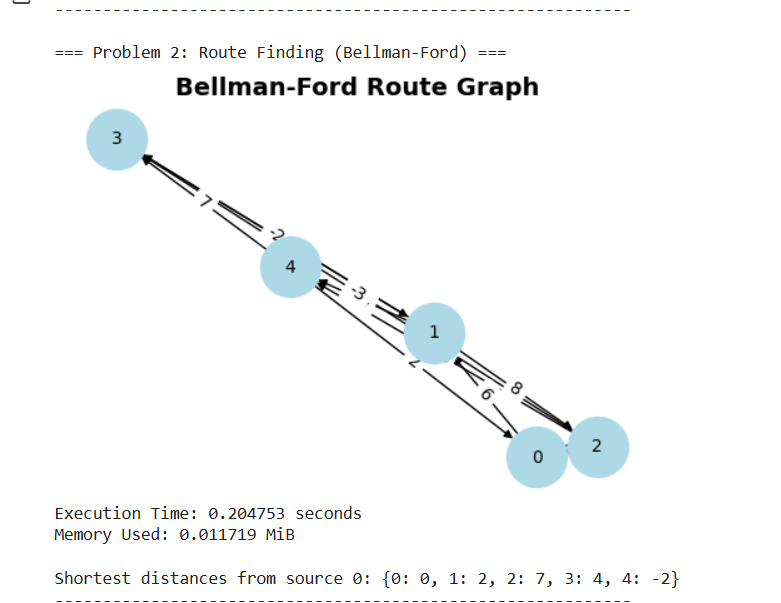 ------------------------------------------------------------
=== Problem 2: Route Finding (Bellman-Ford) ===
Bellman-Ford Route Graph
3
7
-2
4
-3
1
8
6
2
0
Execution Time: 0.204753 seconds
Memory Used: 0.011719 MiB
Shortest distances from source 0: {0: 0, 1: 2, 2: 7, 3: 4, 4: -2}
------------------------------------------------------------